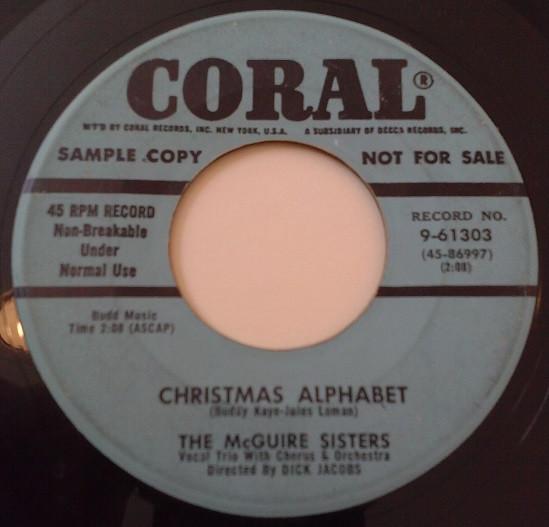 CORAL®
M'F'D BY CORAL RECORDS, INC. NEW YORK, U.S.A. A SUBSIDIARY OF DECCA RECORDS, INC.
SAMPLE COPY NOT FOR SALE
45 RPM RECORD
Non-Breakable
Under
Normal Use
RECORD NO.
9-61303
(45-86997)
(2:08)
Budd Music
Time 2:08 (ASCAP)
CHRISTMAS ALPHABET
(Buddy Kaye-Jules Loman)
THE McGUIRE SISTERS
Vocal Trio With Chorus & Orchestra
Directed By DICK JACOBS